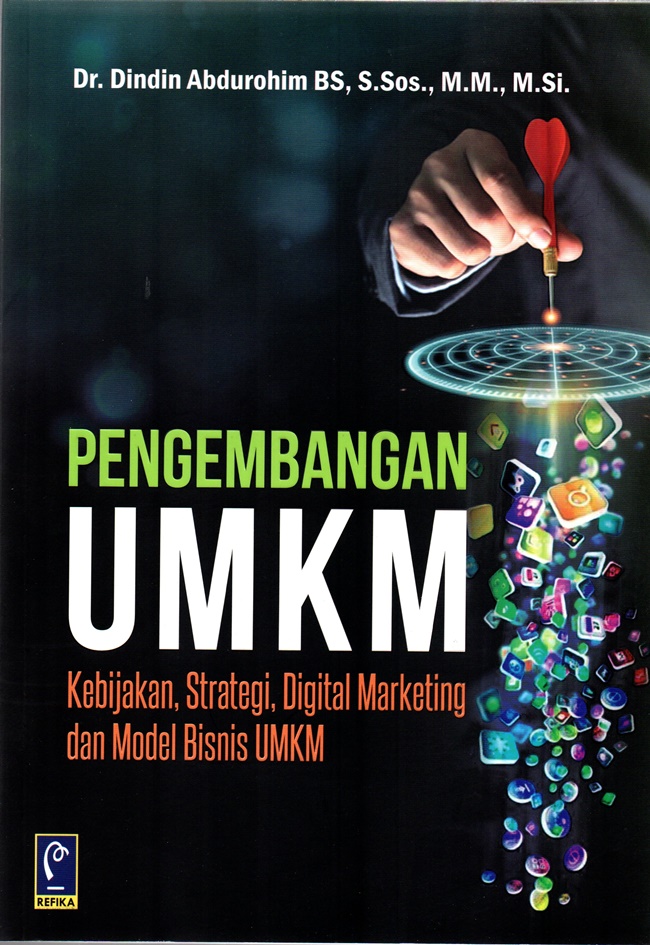 Dr. Dindin Abdurohim BS, S.Sos., M.M., M.Si.
PENGEMBANGAN
UMKM
Kebijakan, Strategi, Digital Marketing
dan Model Bisnis UMKM
REFIKA